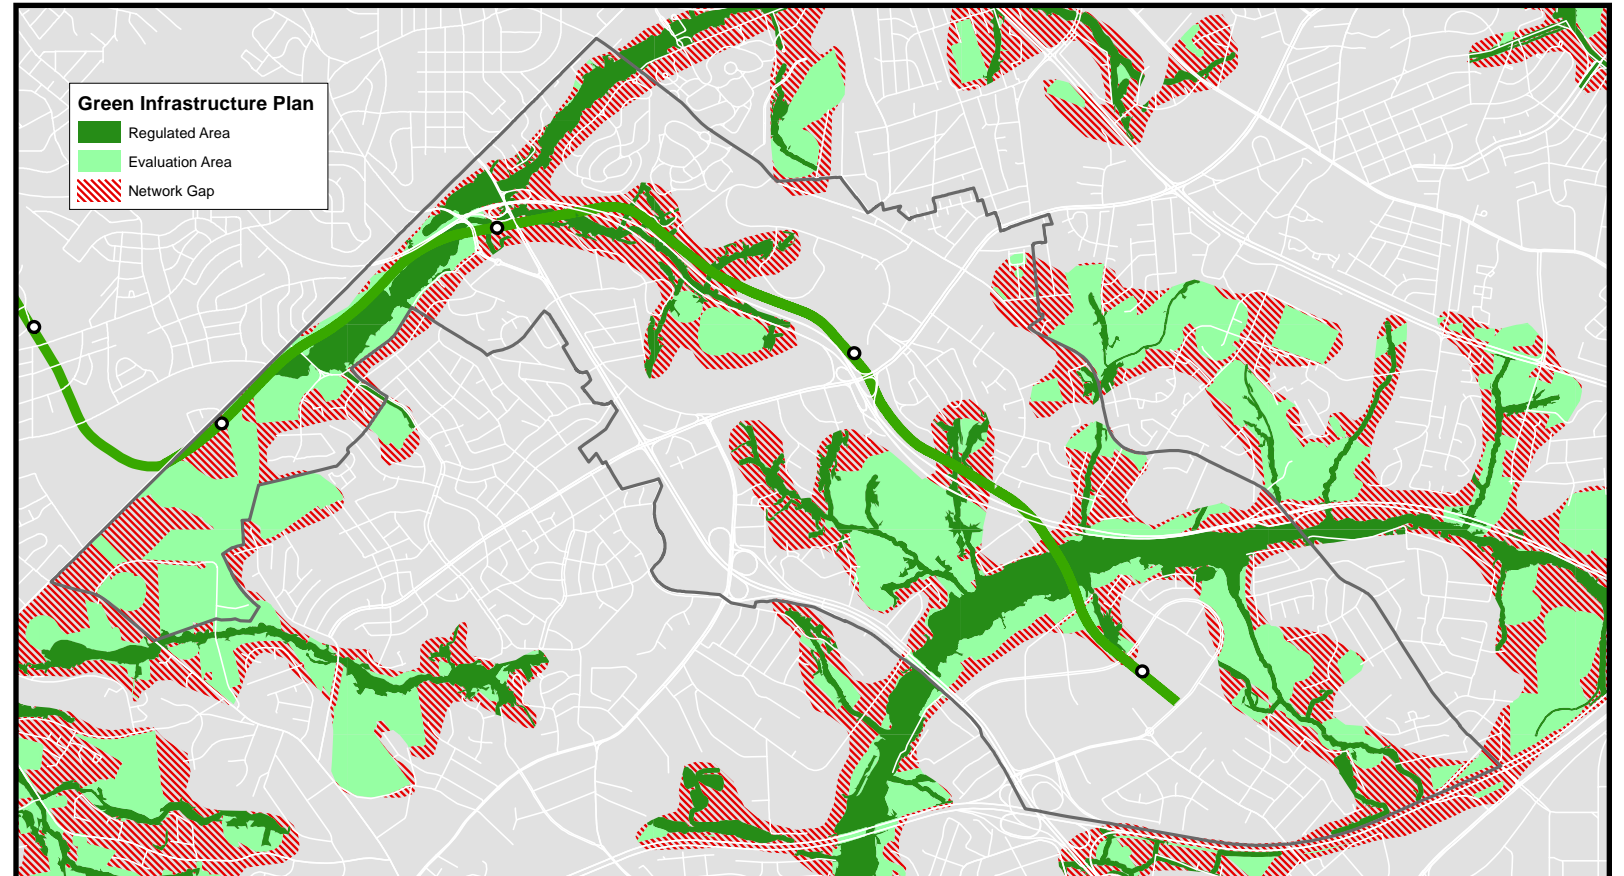 Green Infrastructure Plan
Regulated Area
Evaluation Area
Network Gap